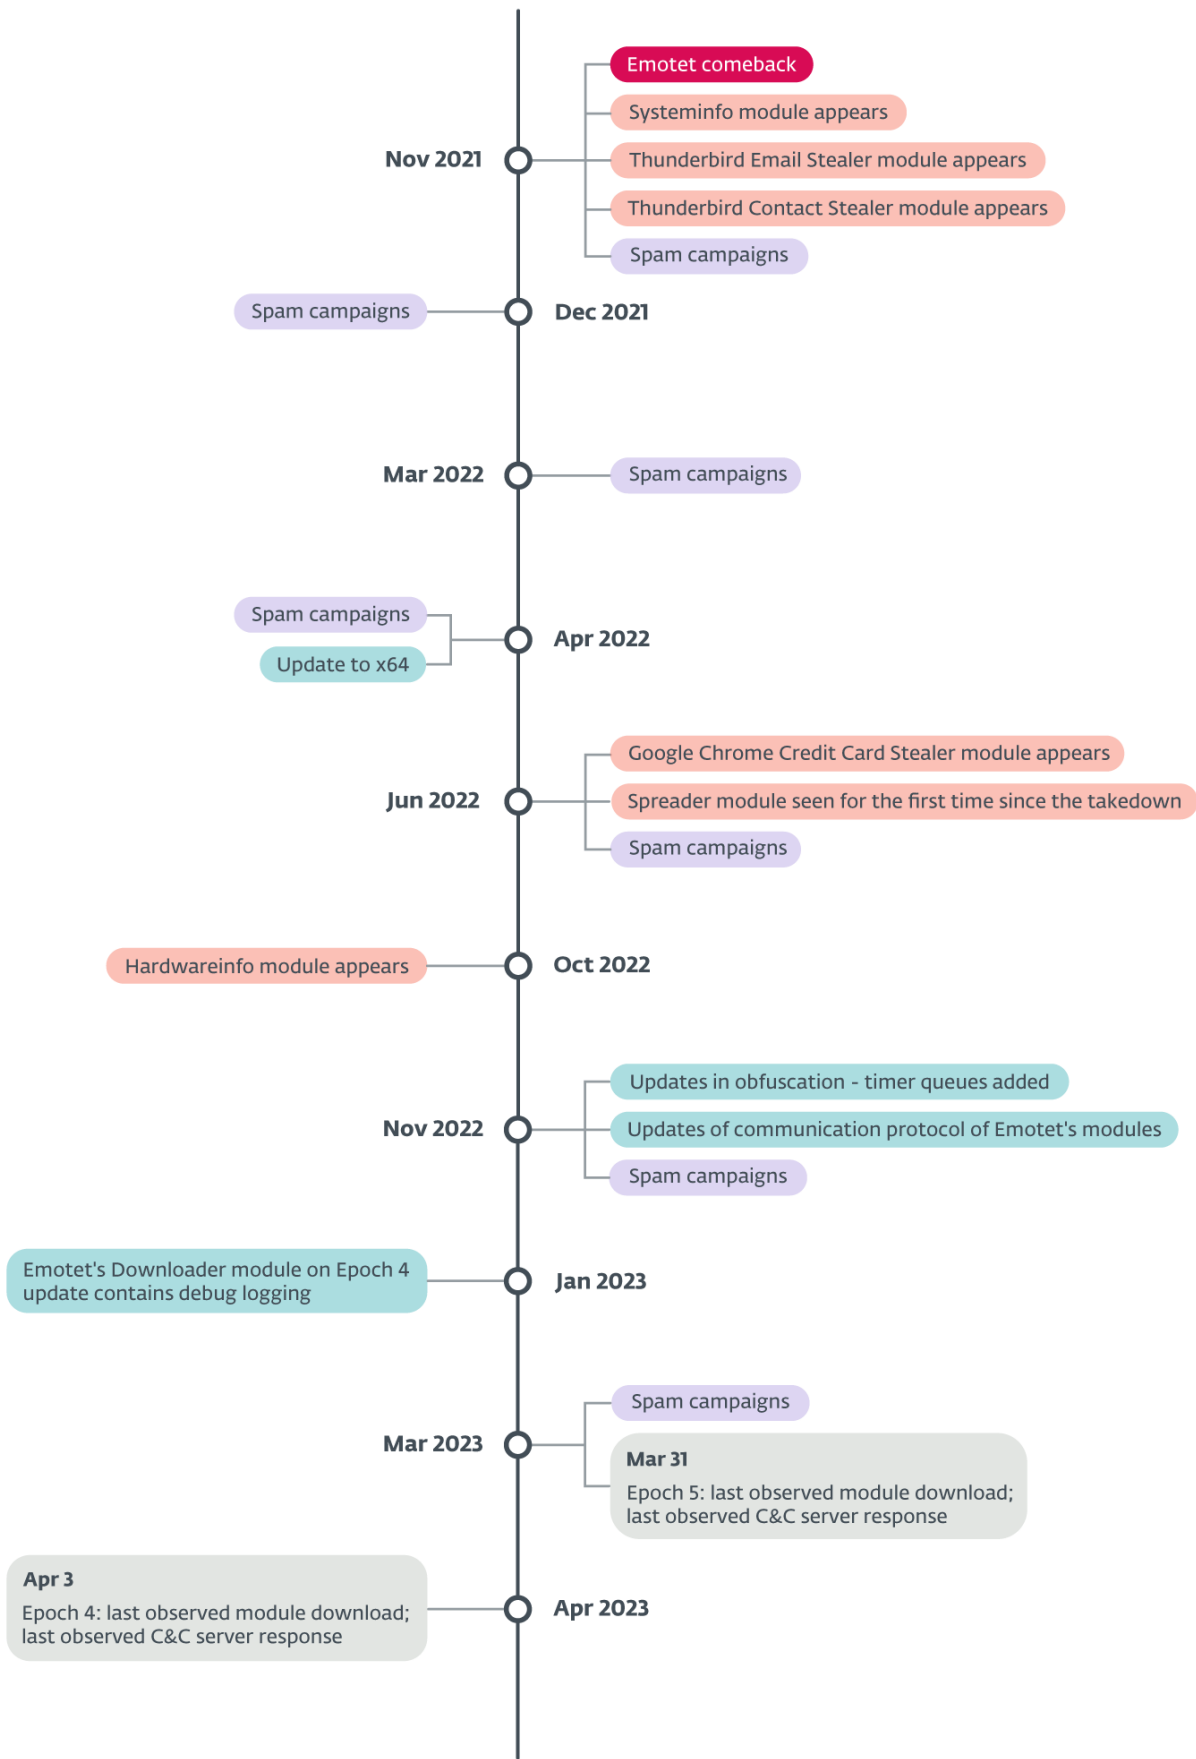 Emotet comeback
Systeminfo module appears
Nov 2021
Thunderbird Email Stealer module appears
Thunderbird Contact Stealer module appears
Spam campaigns
Spam campaigns
Dec 2021
Mar 2022
Spam campaigns
Spam campaigns
Apr 2022
Update to x64
Google Chrome Credit Card Stealer module appears
Jun 2022
Spreader module seen for the first time since the takedown
Spam campaigns
Hardwareinfo module appears
Oct 2022
Updates in obfuscation - timer queues added
Nov 2022
Updates of communication protocol of Emotet's modules
Spam campaigns
Emotet's Downloader module on Epoch 4
update contains debug logging
Jan 2023
Spam campaigns
Mar 2023
Mar 31
Epoch 5: last observed module download;
last observed C&C server response
Apr 3
Epoch 4: last observed module download;
last observed C&C server response
Apr 2023